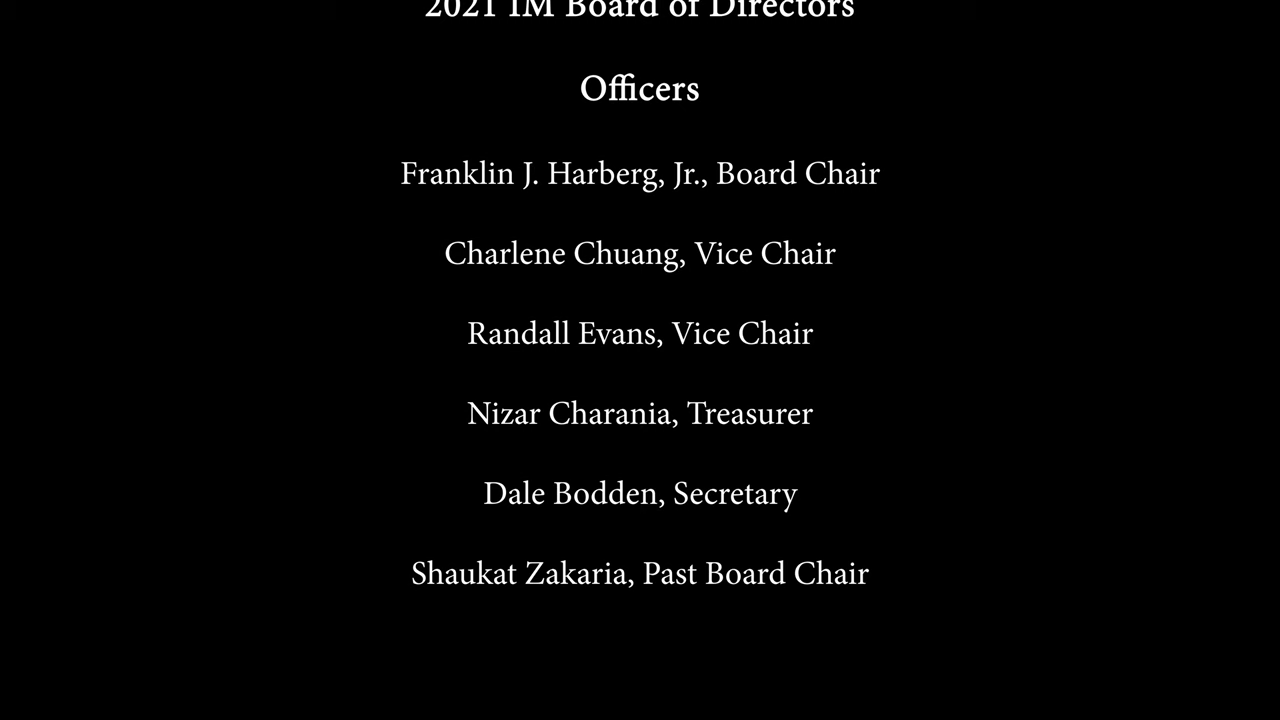 2021 IM Board of Directors
Officers
Franklin J. Harberg, Jr., Board Chair
Charlene Chuang, Vice Chair
Randall Evans, Vice Chair
Nizar Charania, Treasurer
Dale Bodden, Secretary
Shaukat Zakaria, Past Board Chair